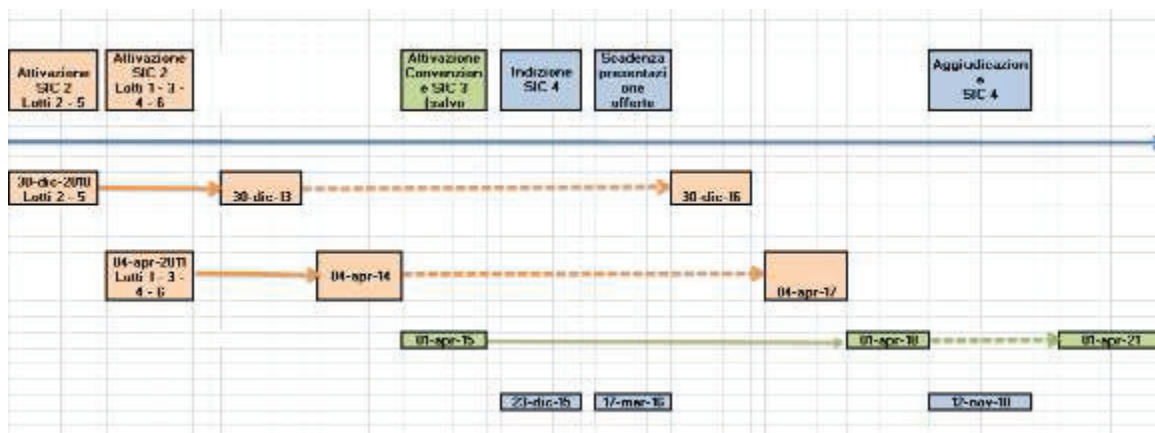 Attivazione
SIC 2
Lotti 2 - 5
Attivazione
SIC 2
Lotti 1 - 3 -
4 - 6
Attivazione
Convenzion
e SIC 3
(salvo
Indizione
SIC 4
Scadenza
presentazi
one
offerte
Aggiudicazion
e
SIC 4
30-dic-2010
Lotti 2 - 5
30-dic-13
30-dic-16
04-apr-2011
Lotti 1 - 3 -
4 - 6
04-apr-14
04-apr-17
01-apr-15
01-apr-18
01-apr-21
23-dic-15
17-mar-16
12-nov-18